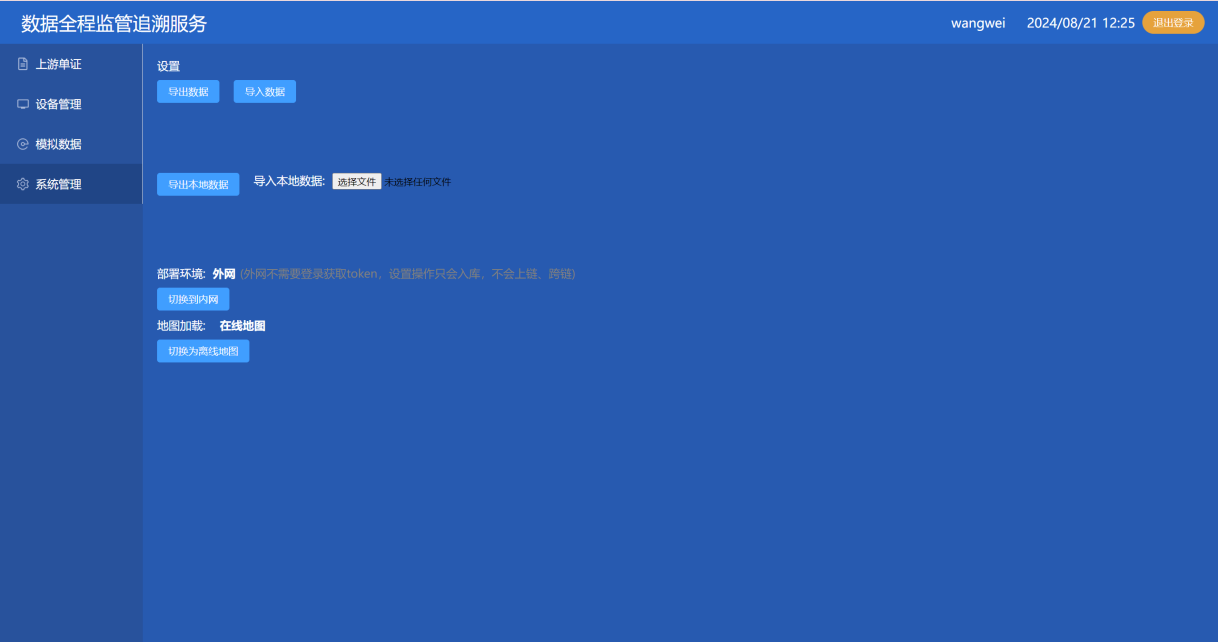 数据全程监管追溯服务
wangwei 2024/08/21 12:25 退出登录
上游单证
设备管理
模拟数据
系统管理
设置
导出数据 导入数据
导出本地数据 导入本地数据: 选择文件 未选择任何文件
部署环境: 外网 (外网不需要登录获取token，设置操作只会入库，不会上链、跨链)
切换到内网
地图加载: 在线地图
切换为离线地图